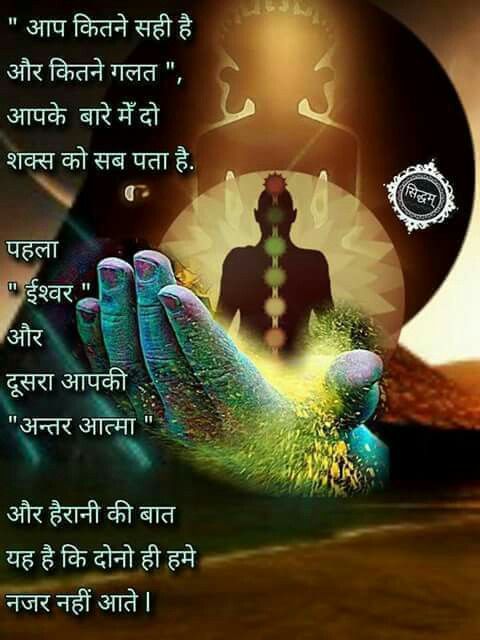 " आप कितने सही है
और कितने गलत ",
आपके बारे मेँ दो
शक्स को सब पता है.
पहला
" ईश्वर "
और
दूसरा आपकी
"अन्तर आत्मा "
और हैरानी की बात
यह है कि दोनो ही हमे
नजर नहीं आते I
सिद्धम्